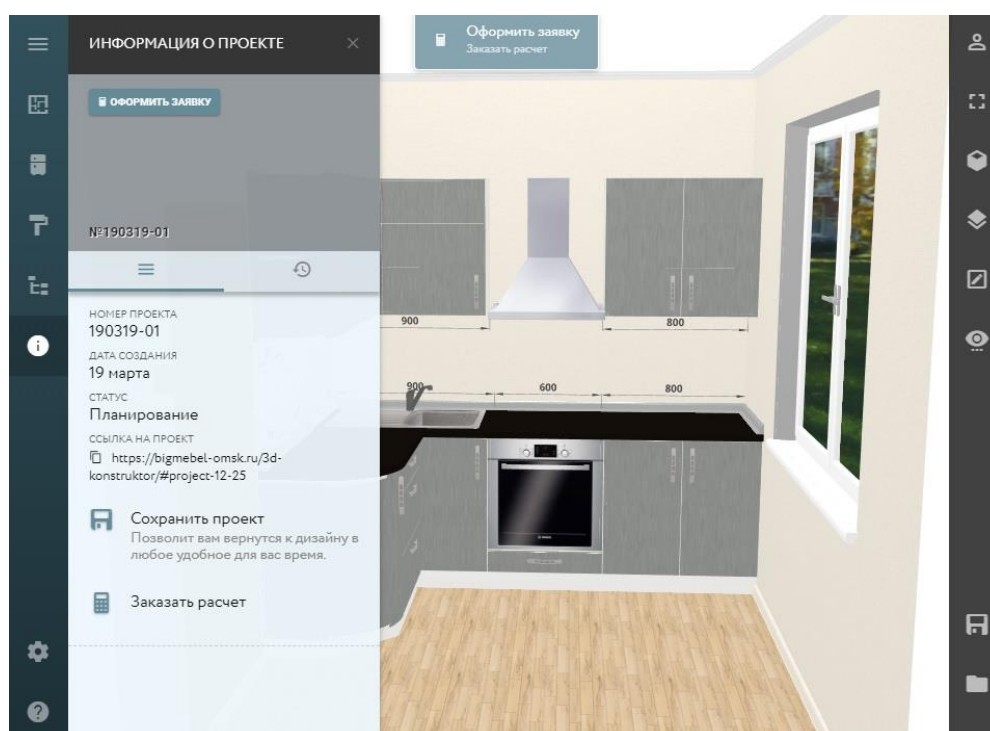 ИНФОРМАЦИЯ О ПРОЕКТЕ
Оформить заявку
Заказать расчет
ОФОРМИТЬ ЗАЯВКУ
№190319-01
НОМЕР ПРОЕКТА
190319-01
ДАТА СОЗДАНИЯ
19 марта
СТАТУС
Планирование
ССЫЛКА НА ПРОЕКТ
https://bigmebel-omsk.ru/3d-
konstruktor/#project-12-25
Сохранить проект
Позволит вам вернутся к дизайну в
любое удобное для вас время.
Заказать расчет
900
800
900
600
800